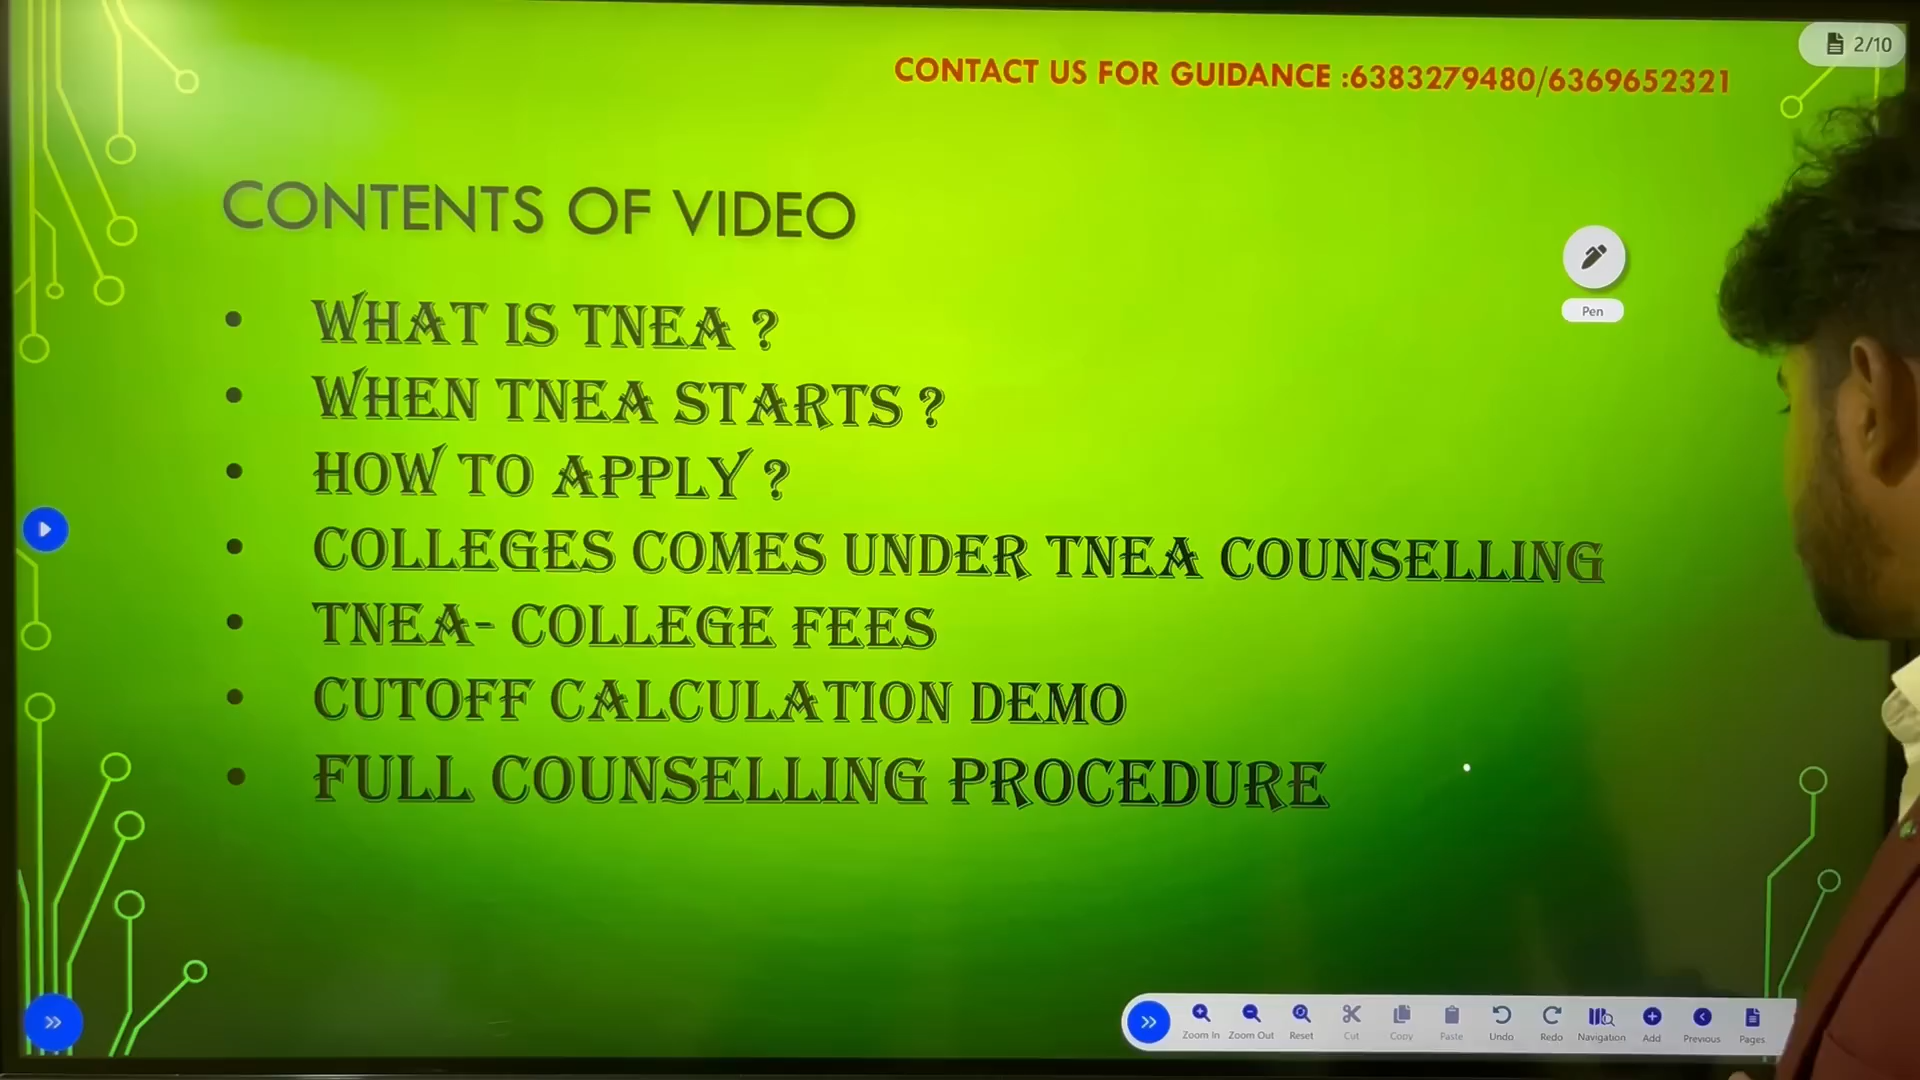 2/10
CONTACT US FOR GUIDANCE :6383279480/6369652321
CONTENTS OF VIDEO
Pen
• WHAT IS TNEA ?
• WHEN TNEA STARTS ?
• HOW TO APPLY ?
• COLLEGES COMES UNDER TNEA COUNSELLING
• TNEA- COLLEGE FEES
• CUTOFF CALCULATION DEMO
• FULL COUNSELLING PROCEDURE
Zoom In Zoom Out Reset Cut Copy Paste Undo Redo Navigation Add Previous Pages